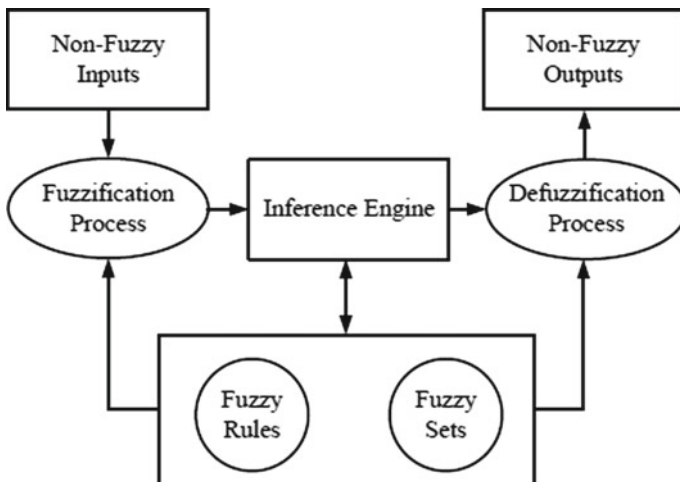 Non-Fuzzy
Inputs
Non-Fuzzy
Outputs
Fuzzification
Process
Inference Engine
Defuzzification
Process
Fuzzy
Rules
Fuzzy
Sets